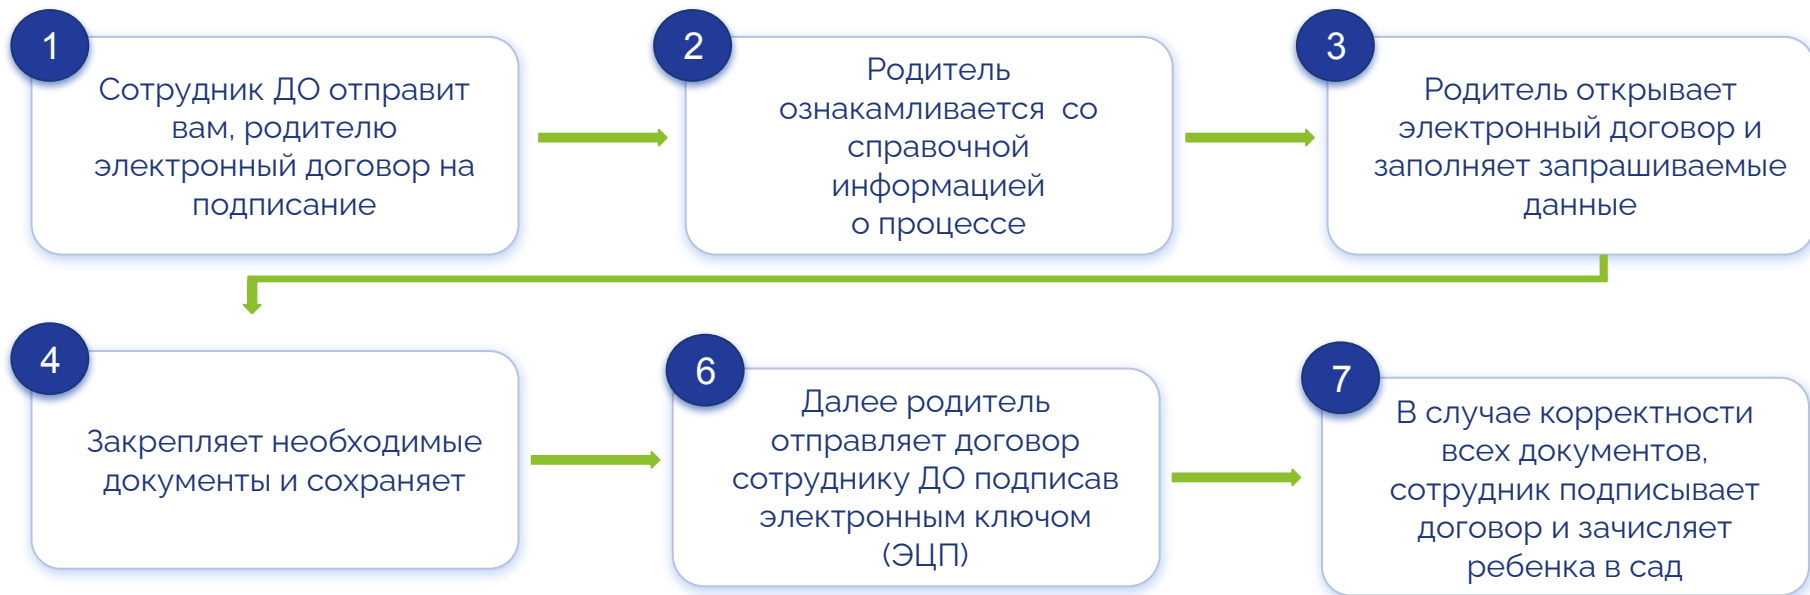 1
Сотрудник ДО отправит
вам, родителю
электронный договор на
подписание
2
Родитель
ознакамливается со
справочной
информацией
о процессе
3
Родитель открывает
электронный договор и
заполняет запрашиваемые
данные
4
Закрепляет необходимые
документы и сохраняет
6
Далее родитель
отправляет договор
сотруднику ДО подписав
электронным ключом
(ЭЦП)
7
В случае корректности
всех документов,
сотрудник подписывает
договор и зачисляет
ребенка в сад